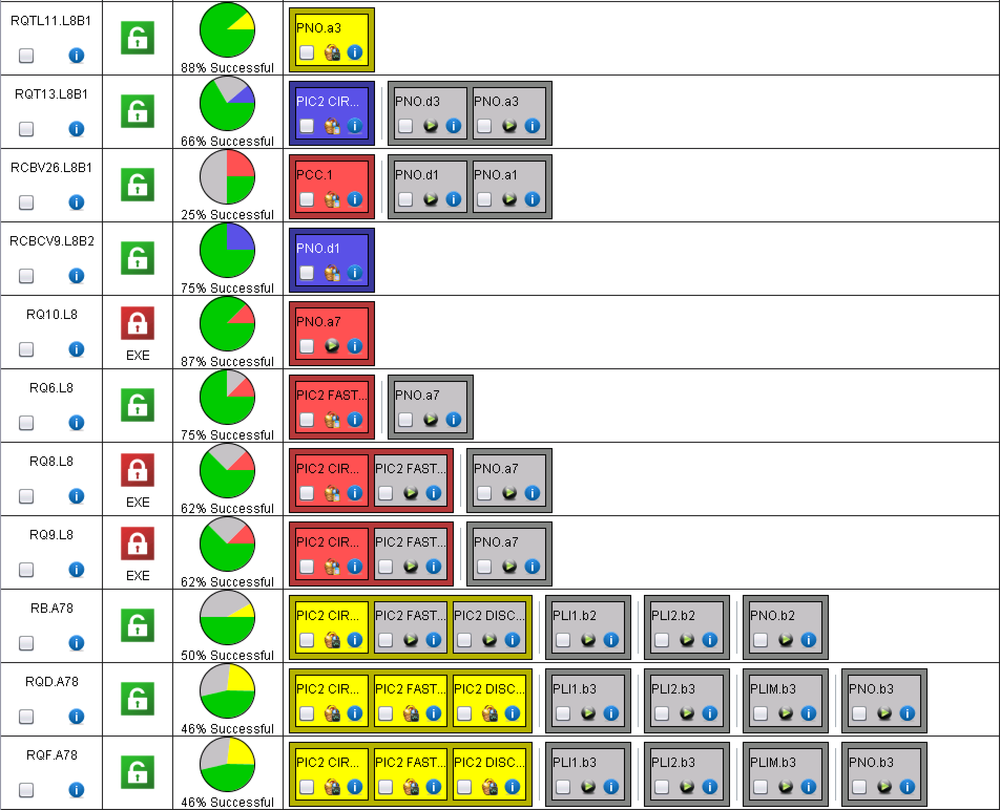 RQTL11.L8B1
88% Successful
PNO.a3
RQT13.L8B1
66% Successful
PIC2 CIR...
PNO.d3
PNO.a3
RCBV26.L8B1
25% Successful
PCC.1
PNO.d1
PNO.a1
RCBCV9.L8B2
75% Successful
PNO.d1
RQ10.L8
EXE
87% Successful
PNO.a7
RQ6.L8
75% Successful
PIC2 FAST...
PNO.a7
RQ8.L8
EXE
62% Successful
PIC2 CIR...
PIC2 FAST...
PNO.a7
RQ9.L8
EXE
62% Successful
PIC2 CIR...
PIC2 FAST...
PNO.a7
RB.A78
50% Successful
PIC2 CIR...
PIC2 FAST...
PIC2 DISC...
PLI1.b2
PLI2.b2
PNO.b2
RQD.A78
46% Successful
PIC2 CIR...
PIC2 FAST...
PIC2 DISC...
PLI1.b3
PLI2.b3
PLIM.b3
PNO.b3
RQF.A78
46% Successful
PIC2 CIR...
PIC2 FAST...
PIC2 DISC...
PLI1.b3
PLI2.b3
PLIM.b3
PNO.b3